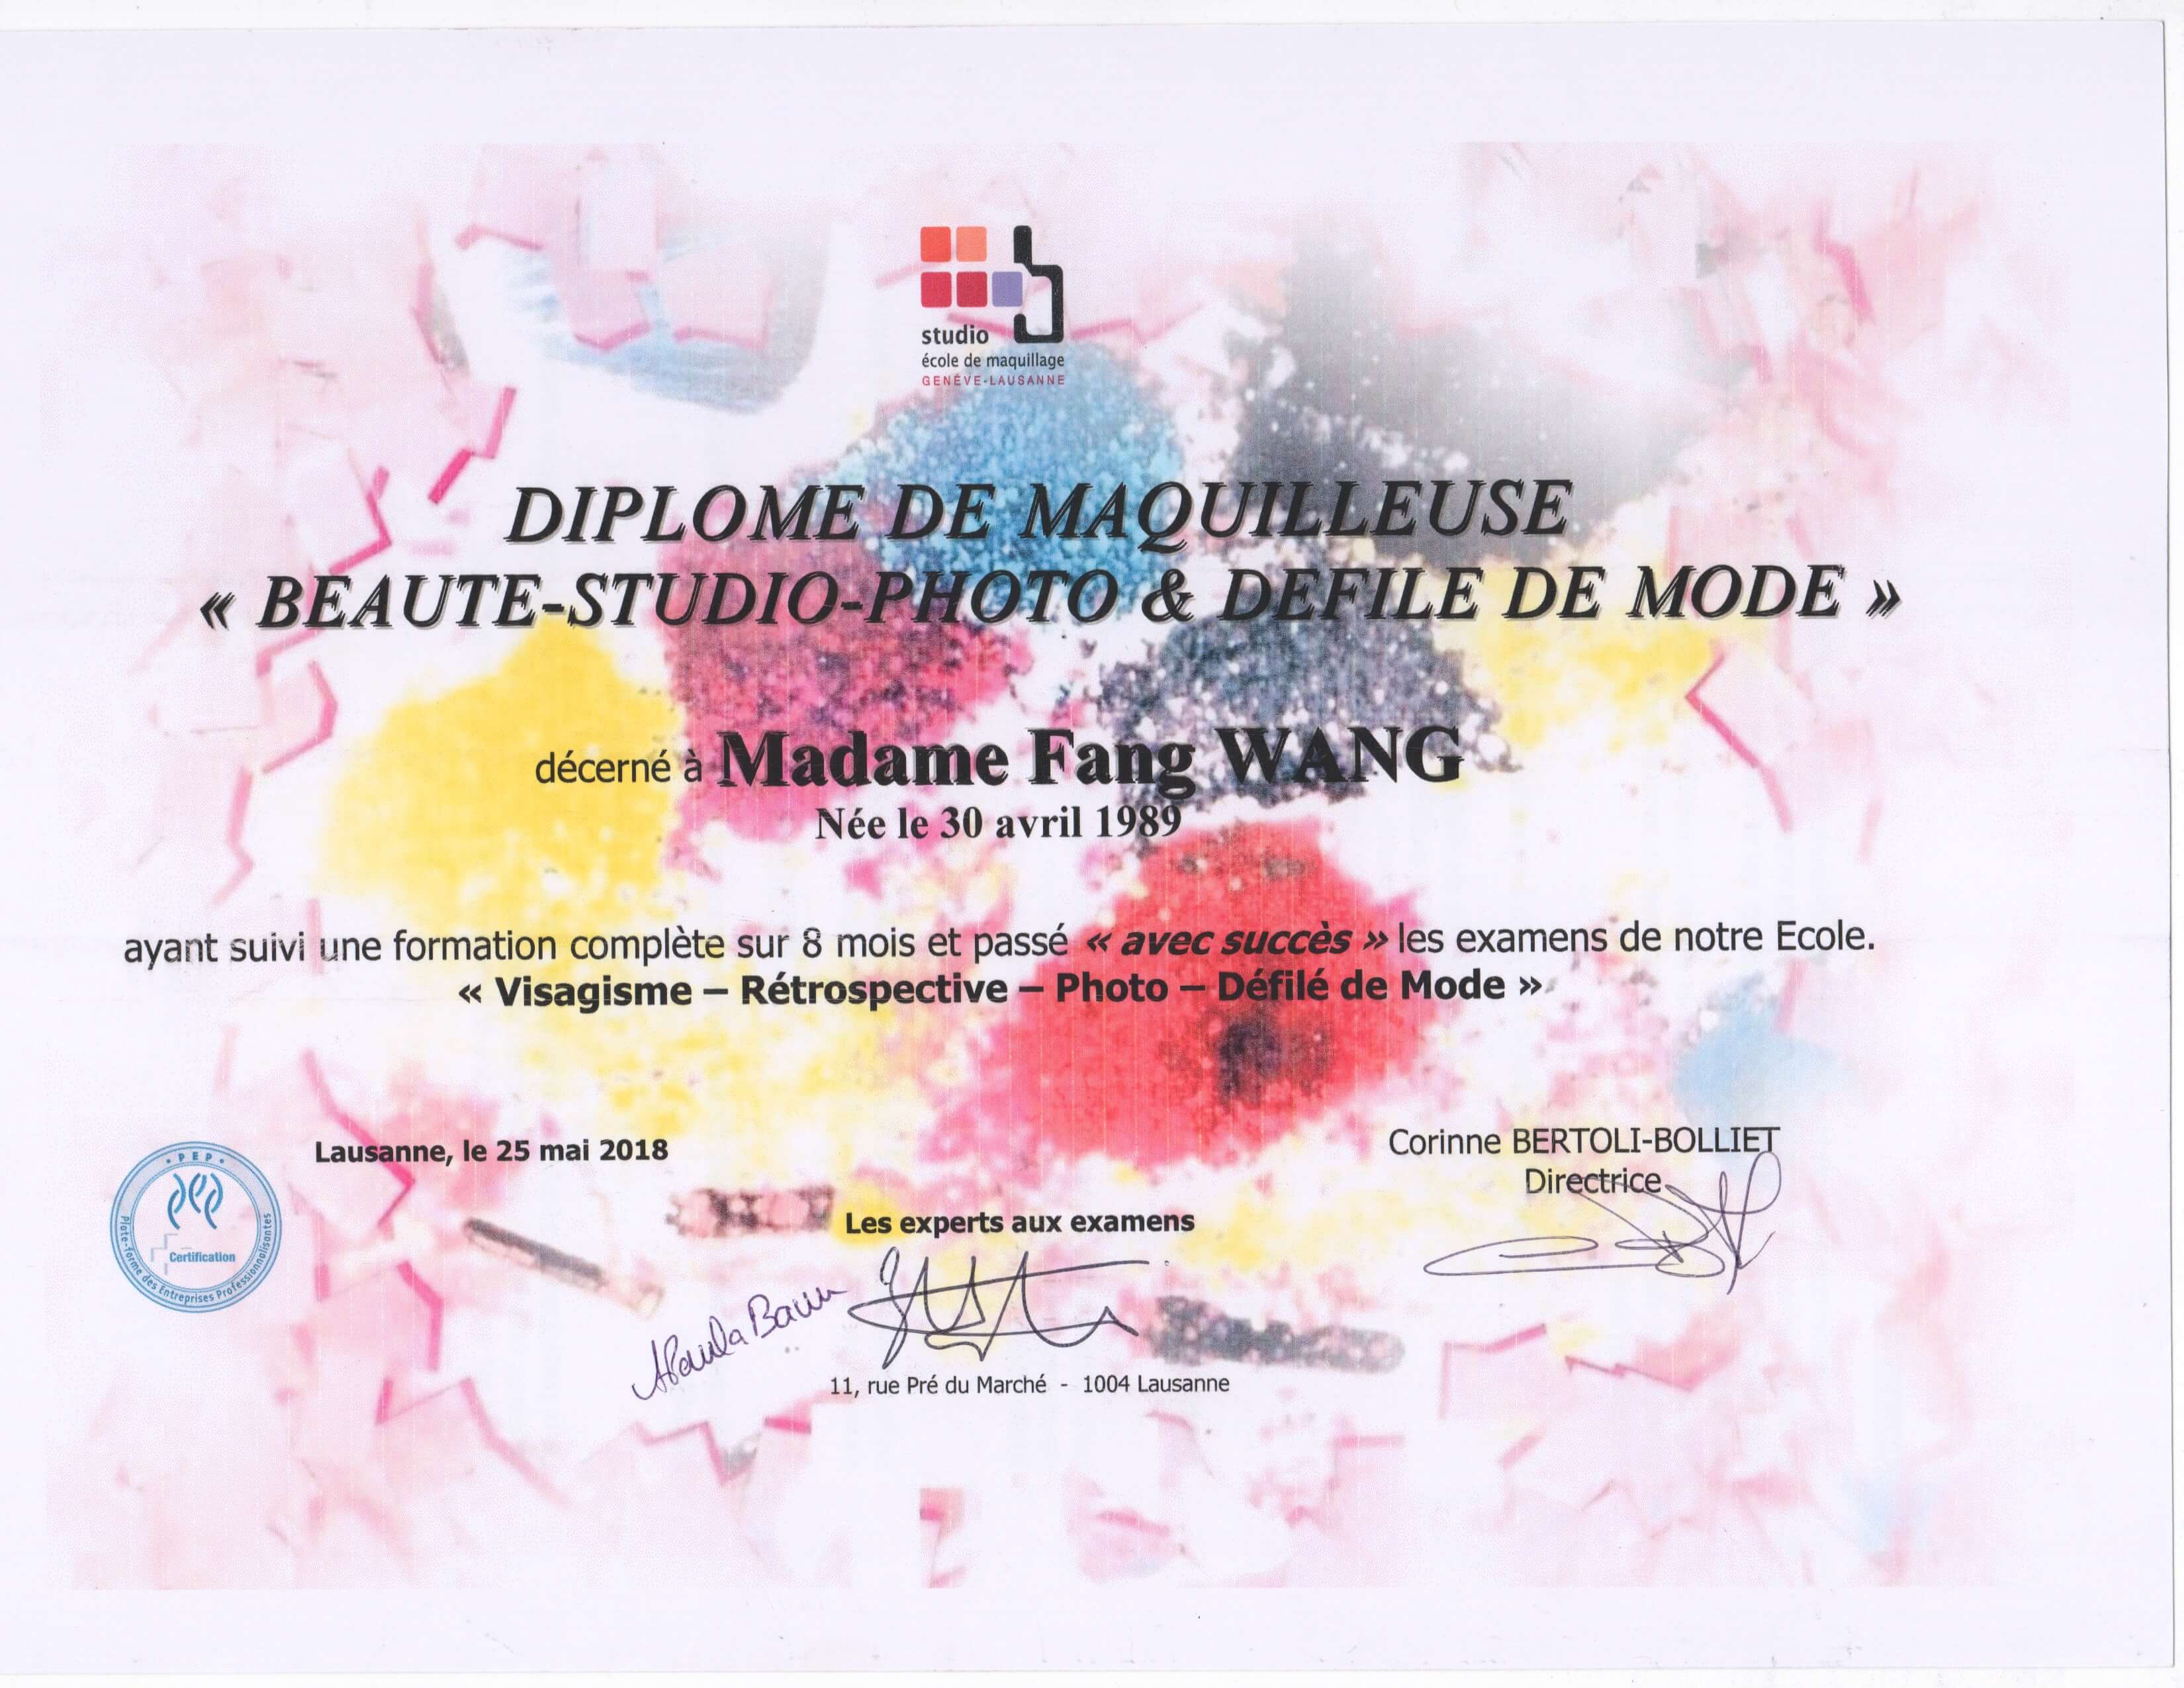 studio
école de maquillage
GENÈVE-LAUSANNE
DIPLOME DE MAQUILLEUSE
« BEAUTE-STUDIO-PHOTO & DEFILE DE MODE »
décerné à Madame Fang WANG
Née le 30 avril 1989
ayant suivi une formation complète sur 8 mois et passé « avec succès » les examens de notre Ecole.
« Visagisme – Rétrospective – Photo – Défilé de Mode »
Lausanne, le 25 mai 2018
Corinne BERTOLI-BOLLIET
Directrice
• PEP •
pep
Certification
Plate-forme des Entreprises Professionnalisantes
Les experts aux examens
11, rue Pré du Marché - 1004 Lausanne